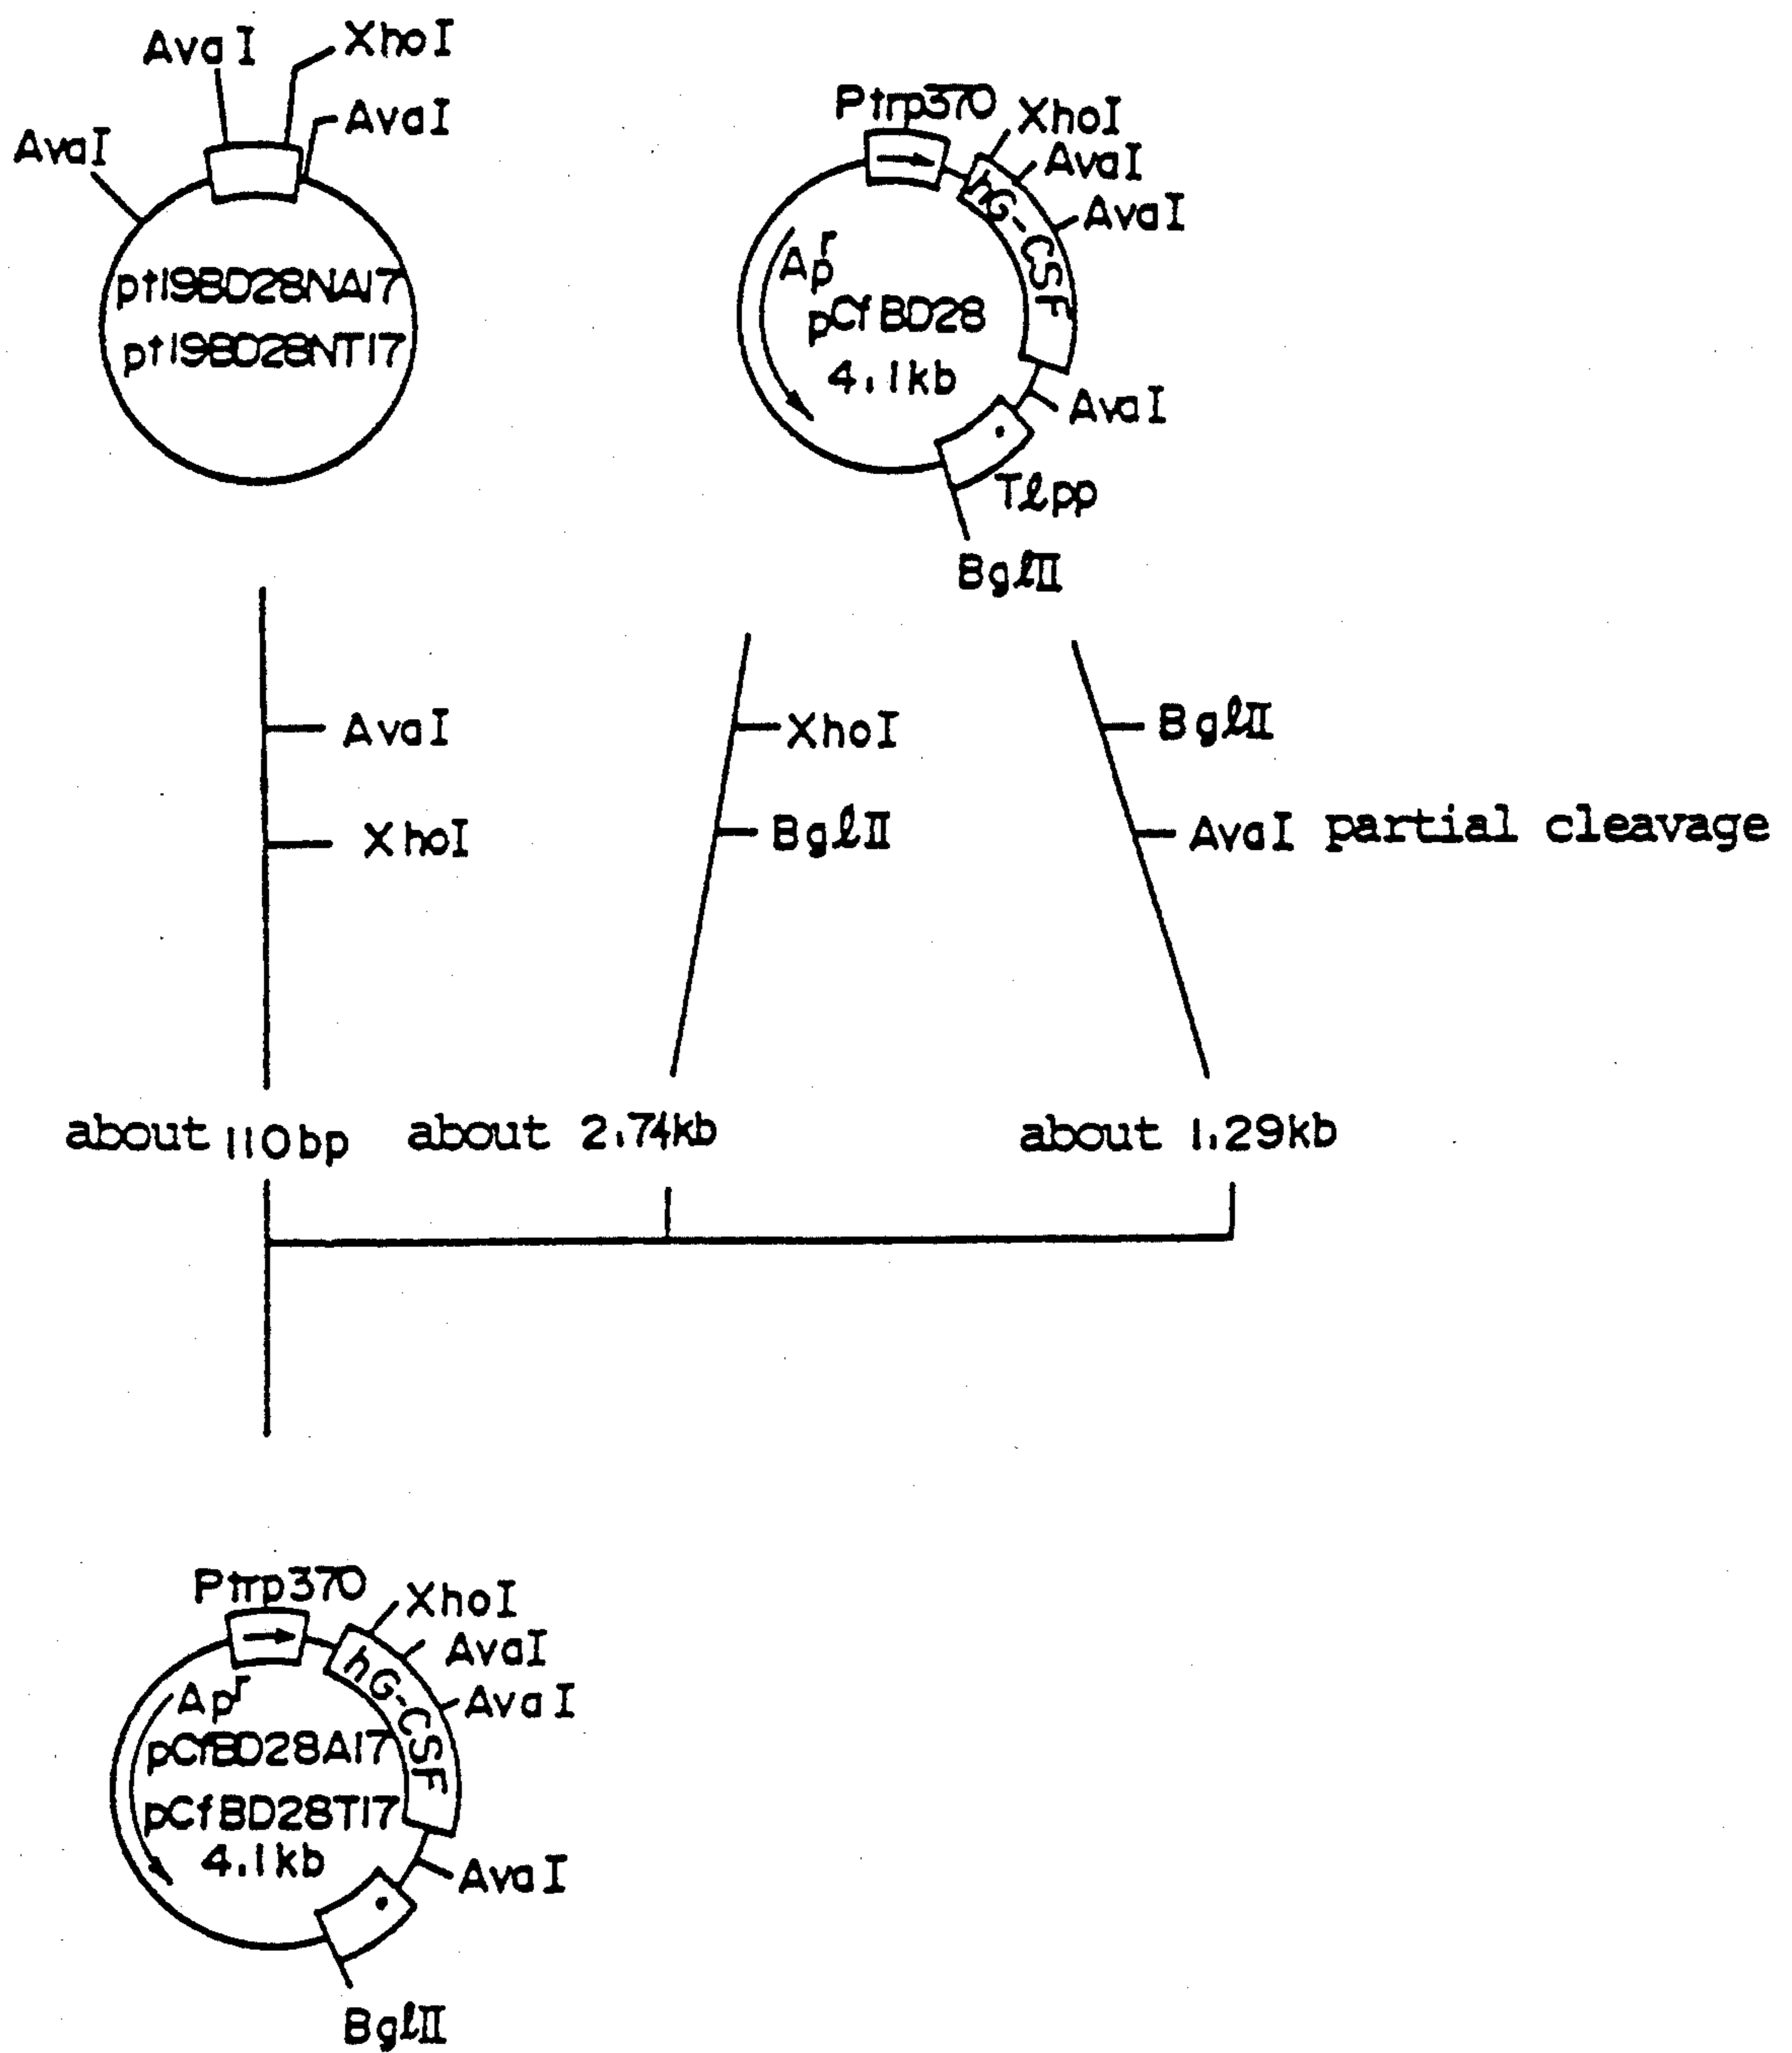 AvaI
XhoI
AvaI
AvaI
pt19BD28NA17
pt19BD28NT17
Ptrp370
XhoI
AvaI
AvaI
hG-CSF
Apʳ
pCfBD28
4.1kb
AvaI
Tlpp
BglII
AvaI
XhoI
XhoI
BglII
BglII
AvaI partial cleavage
about 110bp
about 2.74kb
about 1.29kb
Ptrp370
XhoI
AvaI
AvaI
hG-CSF
Apʳ
pCfBD28A17
pCfBD28T17
4.1kb
AvaI
BglII